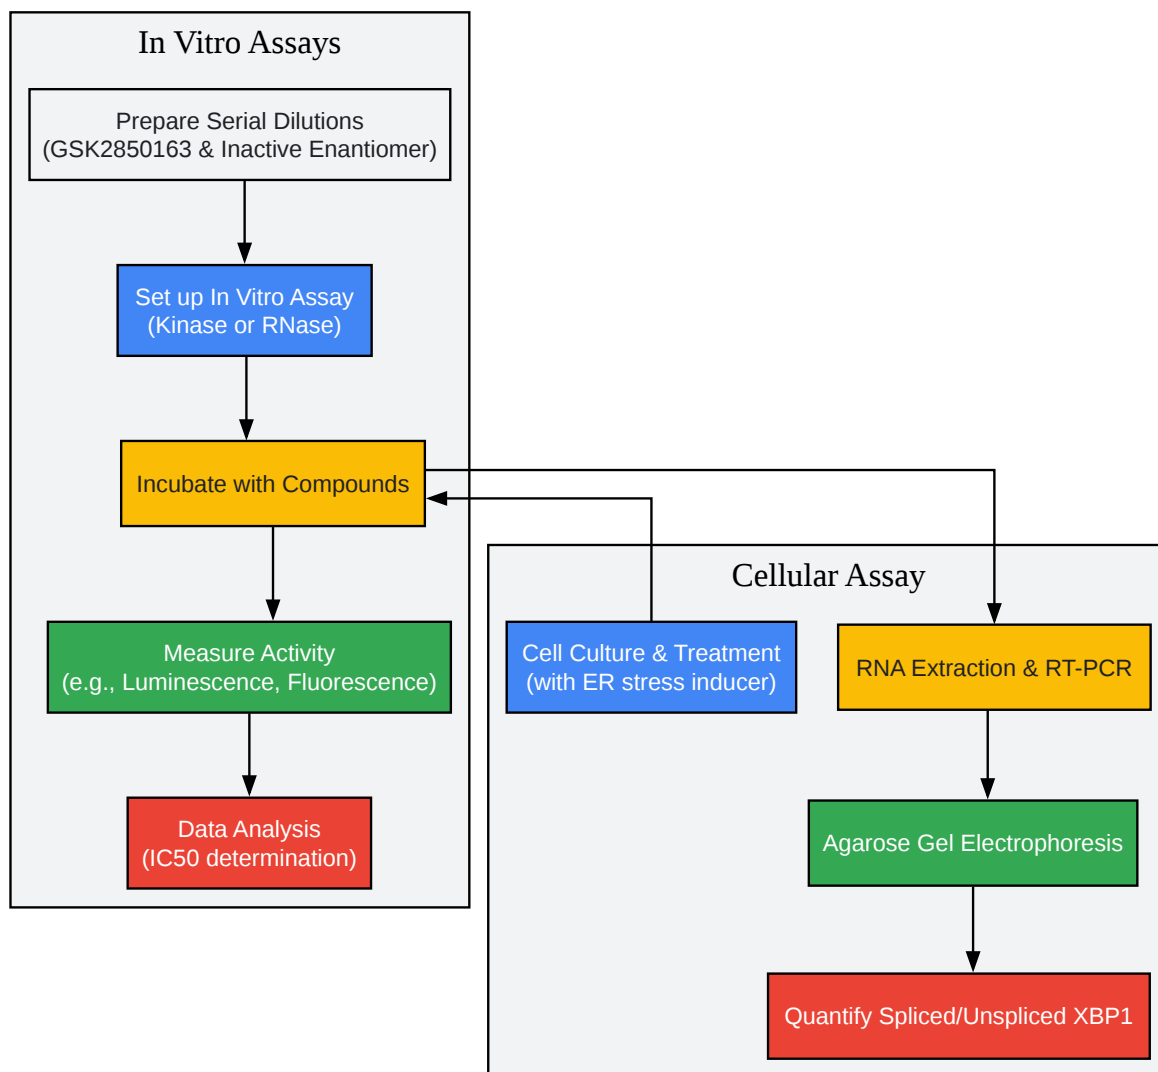 In Vitro Assays
Prepare Serial Dilutions
(GSK2850163 & Inactive Enantiomer)
Set up In Vitro Assay
(Kinase or RNase)
Incubate with Compounds
Measure Activity
(e.g., Luminescence, Fluorescence)
Data Analysis
(IC50 determination)
Cellular Assay
Cell Culture & Treatment
(with ER stress inducer)
RNA Extraction & RT-PCR
Agarose Gel Electrophoresis
Quantify Spliced/Unspliced XBP1